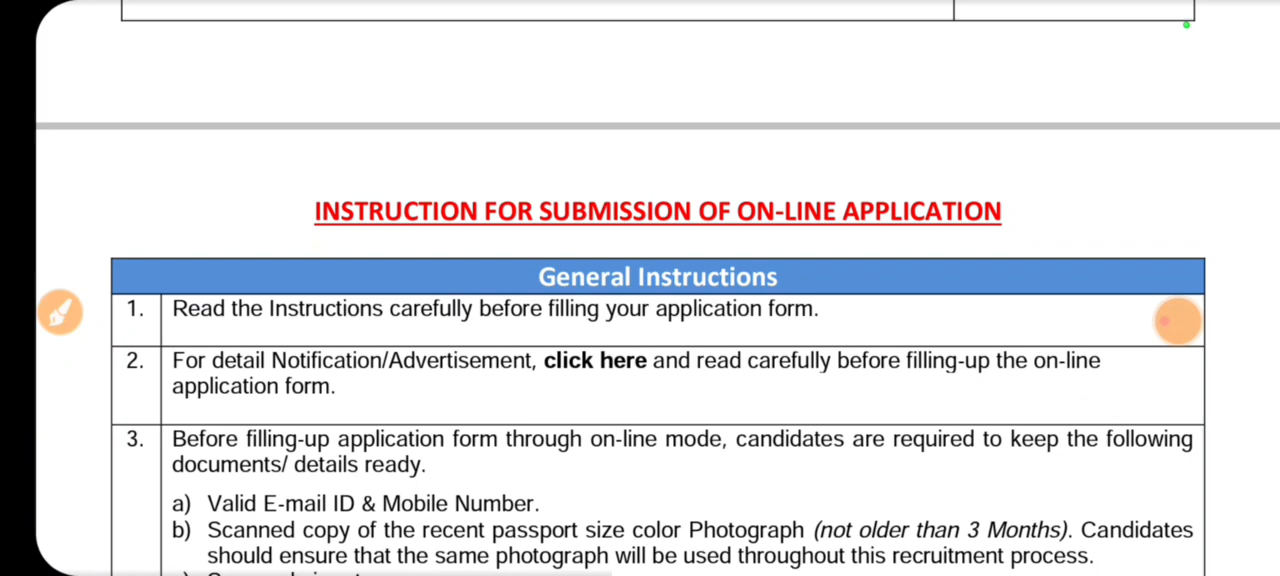 INSTRUCTION FOR SUBMISSION OF ON-LINE APPLICATION
General Instructions
1. Read the Instructions carefully before filling your application form.
2. For detail Notification/Advertisement, click here and read carefully before filling-up the on-line
application form.
3. Before filling-up application form through on-line mode, candidates are required to keep the following
documents/ details ready.
a) Valid E-mail ID & Mobile Number.
b) Scanned copy of the recent passport size color Photograph (not older than 3 Months). Candidates
should ensure that the same photograph will be used throughout this recruitment process.